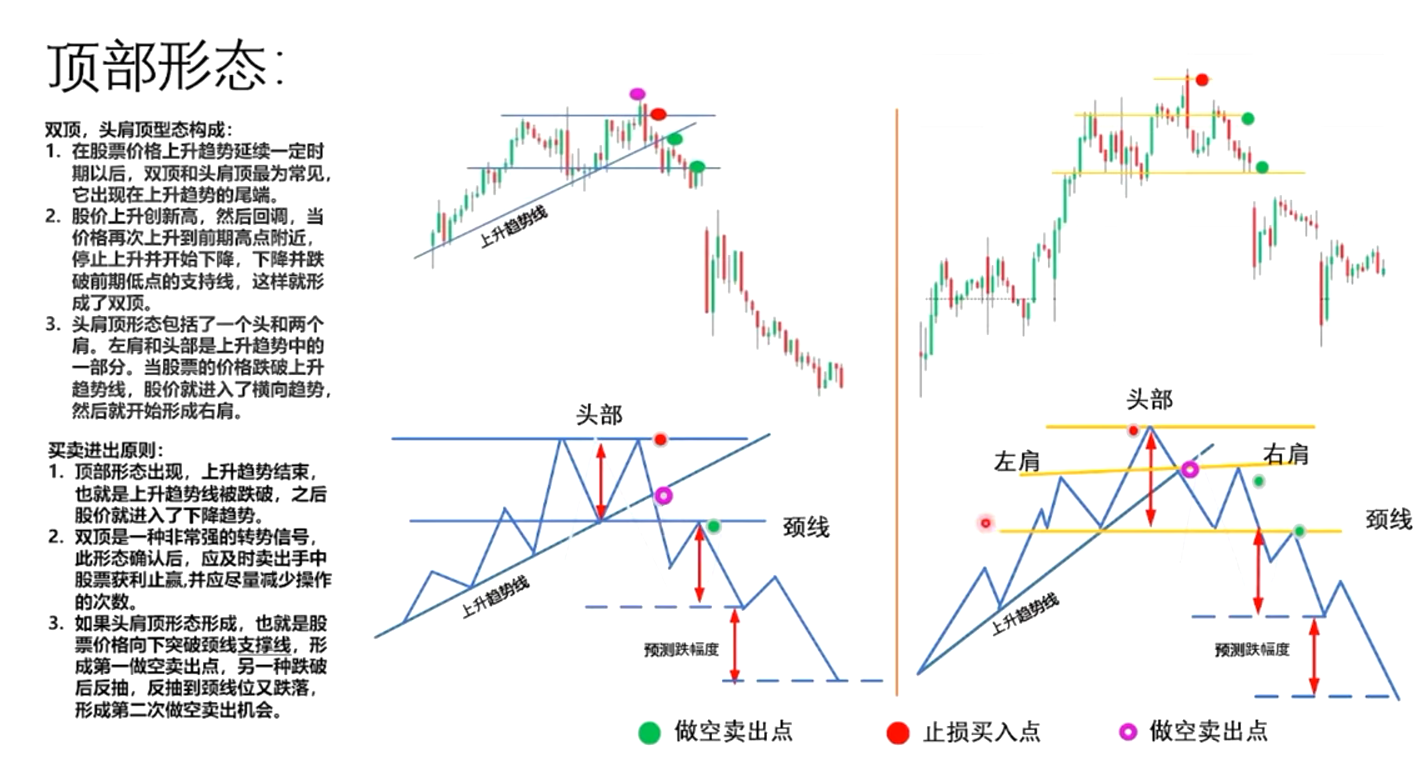 顶部形态：
双顶，头肩顶型态构成：
1. 在股票价格上升趋势延续一定时
期以后，双顶和头肩顶最为常见，
它出现在上升趋势的尾端。
2. 股价上升创新高，然后回调，当
价格再次上升到前期高点附近，
停止上升并开始下降，下降并跌
破前期低点的支持线，这样就形
成了双顶。
3. 头肩顶形态包括了一个头和两个
肩。左肩和头部是上升趋势中的
一部分。当股票的价格跌破上升
趋势线，股价就进入了横向趋势，
然后就开始形成右肩。
买卖进出原则：
1. 顶部形态出现，上升趋势结束，
也就是上升趋势线被跌破，之后
股价就进入了下降趋势。
2. 双顶是一种非常强的转势信号，
此形态确认后，应及时卖出手中
股票获利止赢,并应尽量减少操作
的次数。
3. 如果头肩顶形态形成，也就是股
票价格向下突破颈线支撑线，形
成第一做空卖出点，另一种跌破
后反抽，反抽到颈线位又跌落，
形成第二次做空卖出机会。
上升趋势线
头部
颈线
上升趋势线
预测跌幅度
头部
左肩
右肩
颈线
上升趋势线
预测跌幅度
做空卖出点
止损买入点
做空卖出点